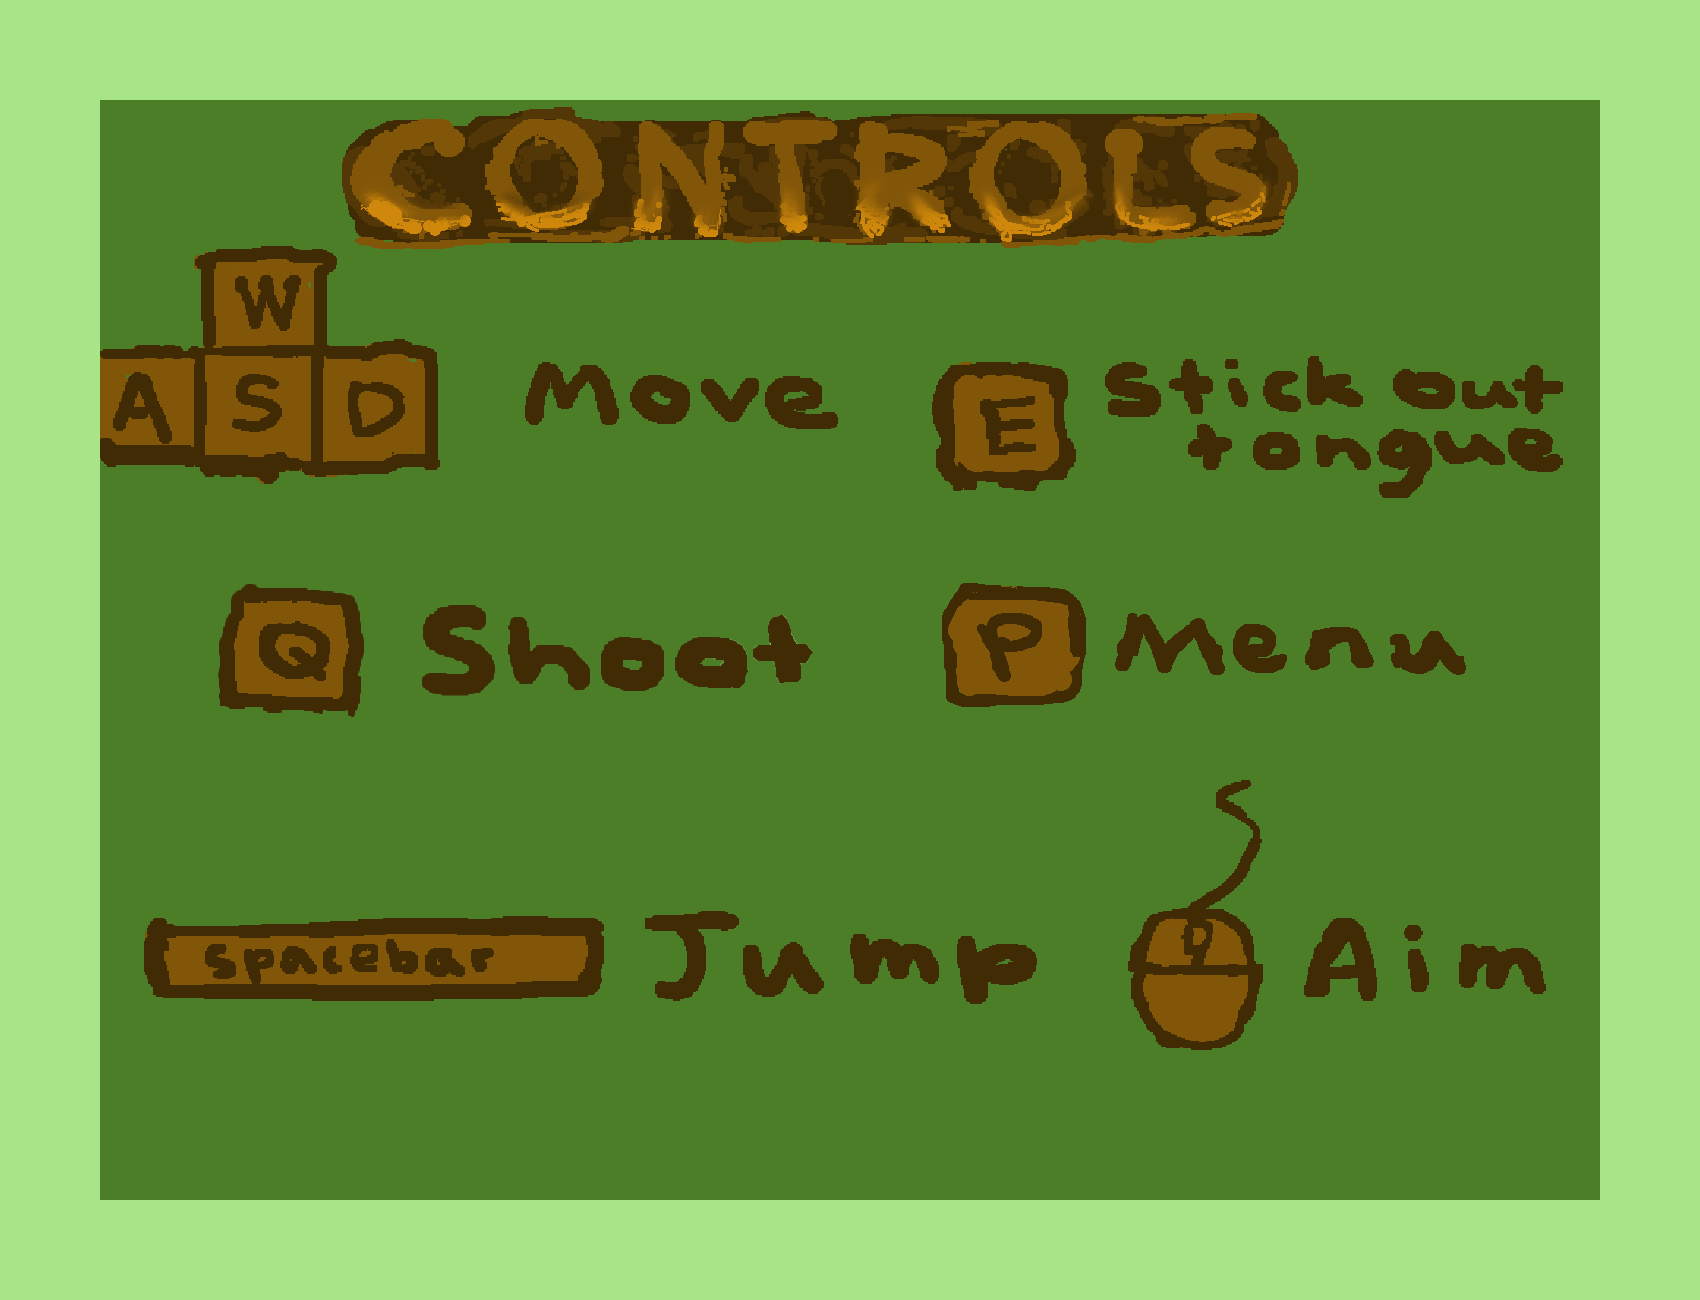 CONTROLS
W
A S D Move
E Stick out
tongue
Q Shoot
P Menu
Spacebar Jump
Aim